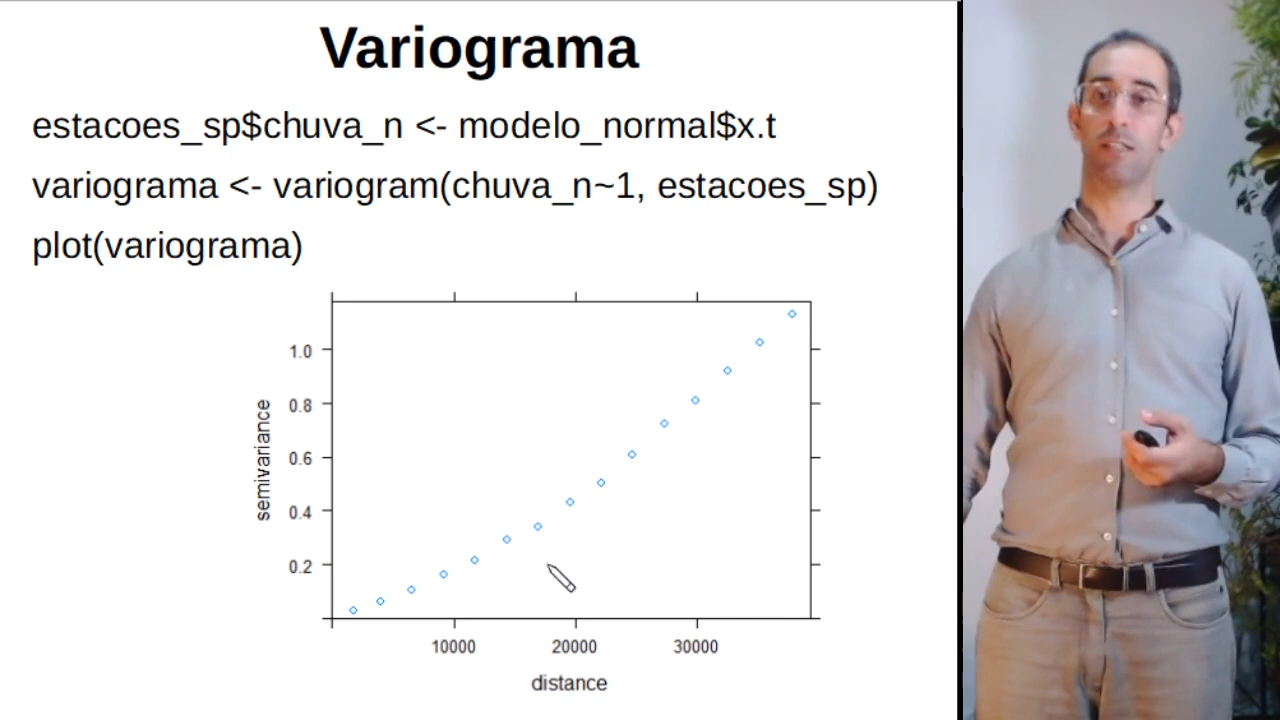 Variograma
estacoes_sp$chuva_n <- modelo_normal$x.t
variograma <- variogram(chuva_n~1, estacoes_sp)
plot(variograma)
1.0
0.8
0.6
0.4
0.2
semivariance
10000 20000 30000
distance